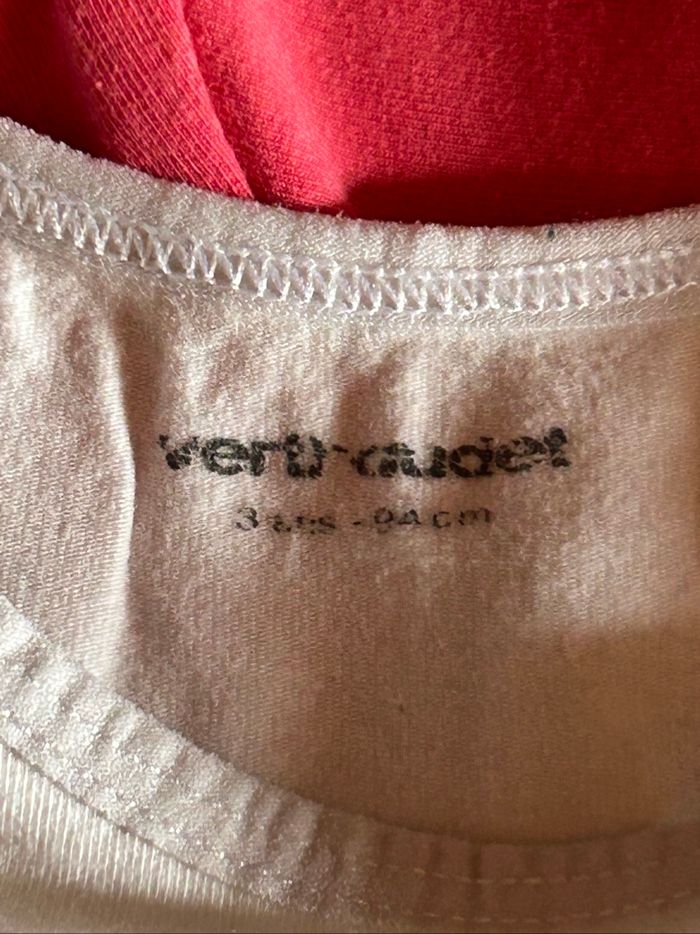 vertbaudet
3 ans - 94 cm